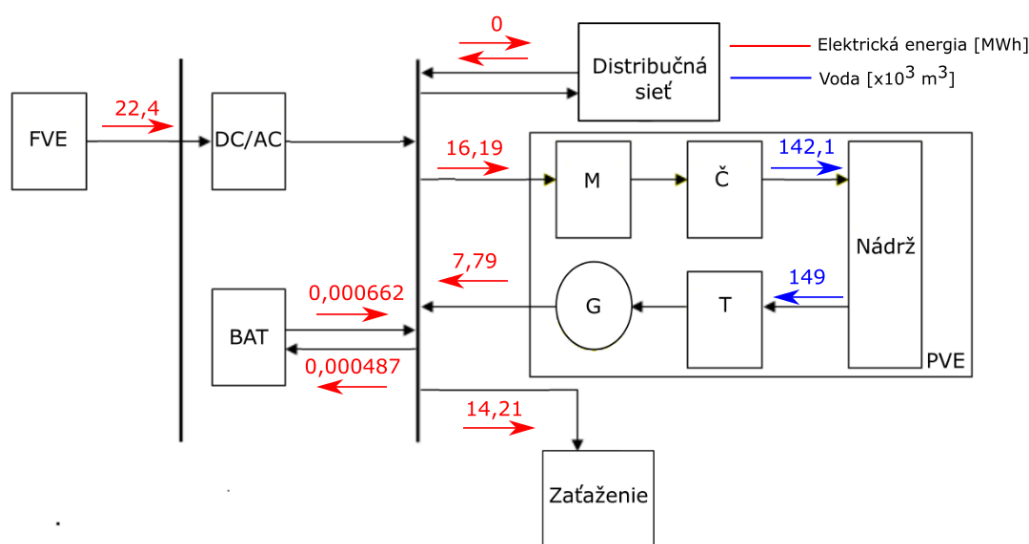 0
Distribučná
sieť
Elektrická energia [MWh]
Voda [x10³ m³]
FVE
22,4
DC/AC
16,19
M
Č
142,1
Nádrž
7,79
G
T
149
PVE
BAT
0,000662
0,000487
14,21
Zaťaženie